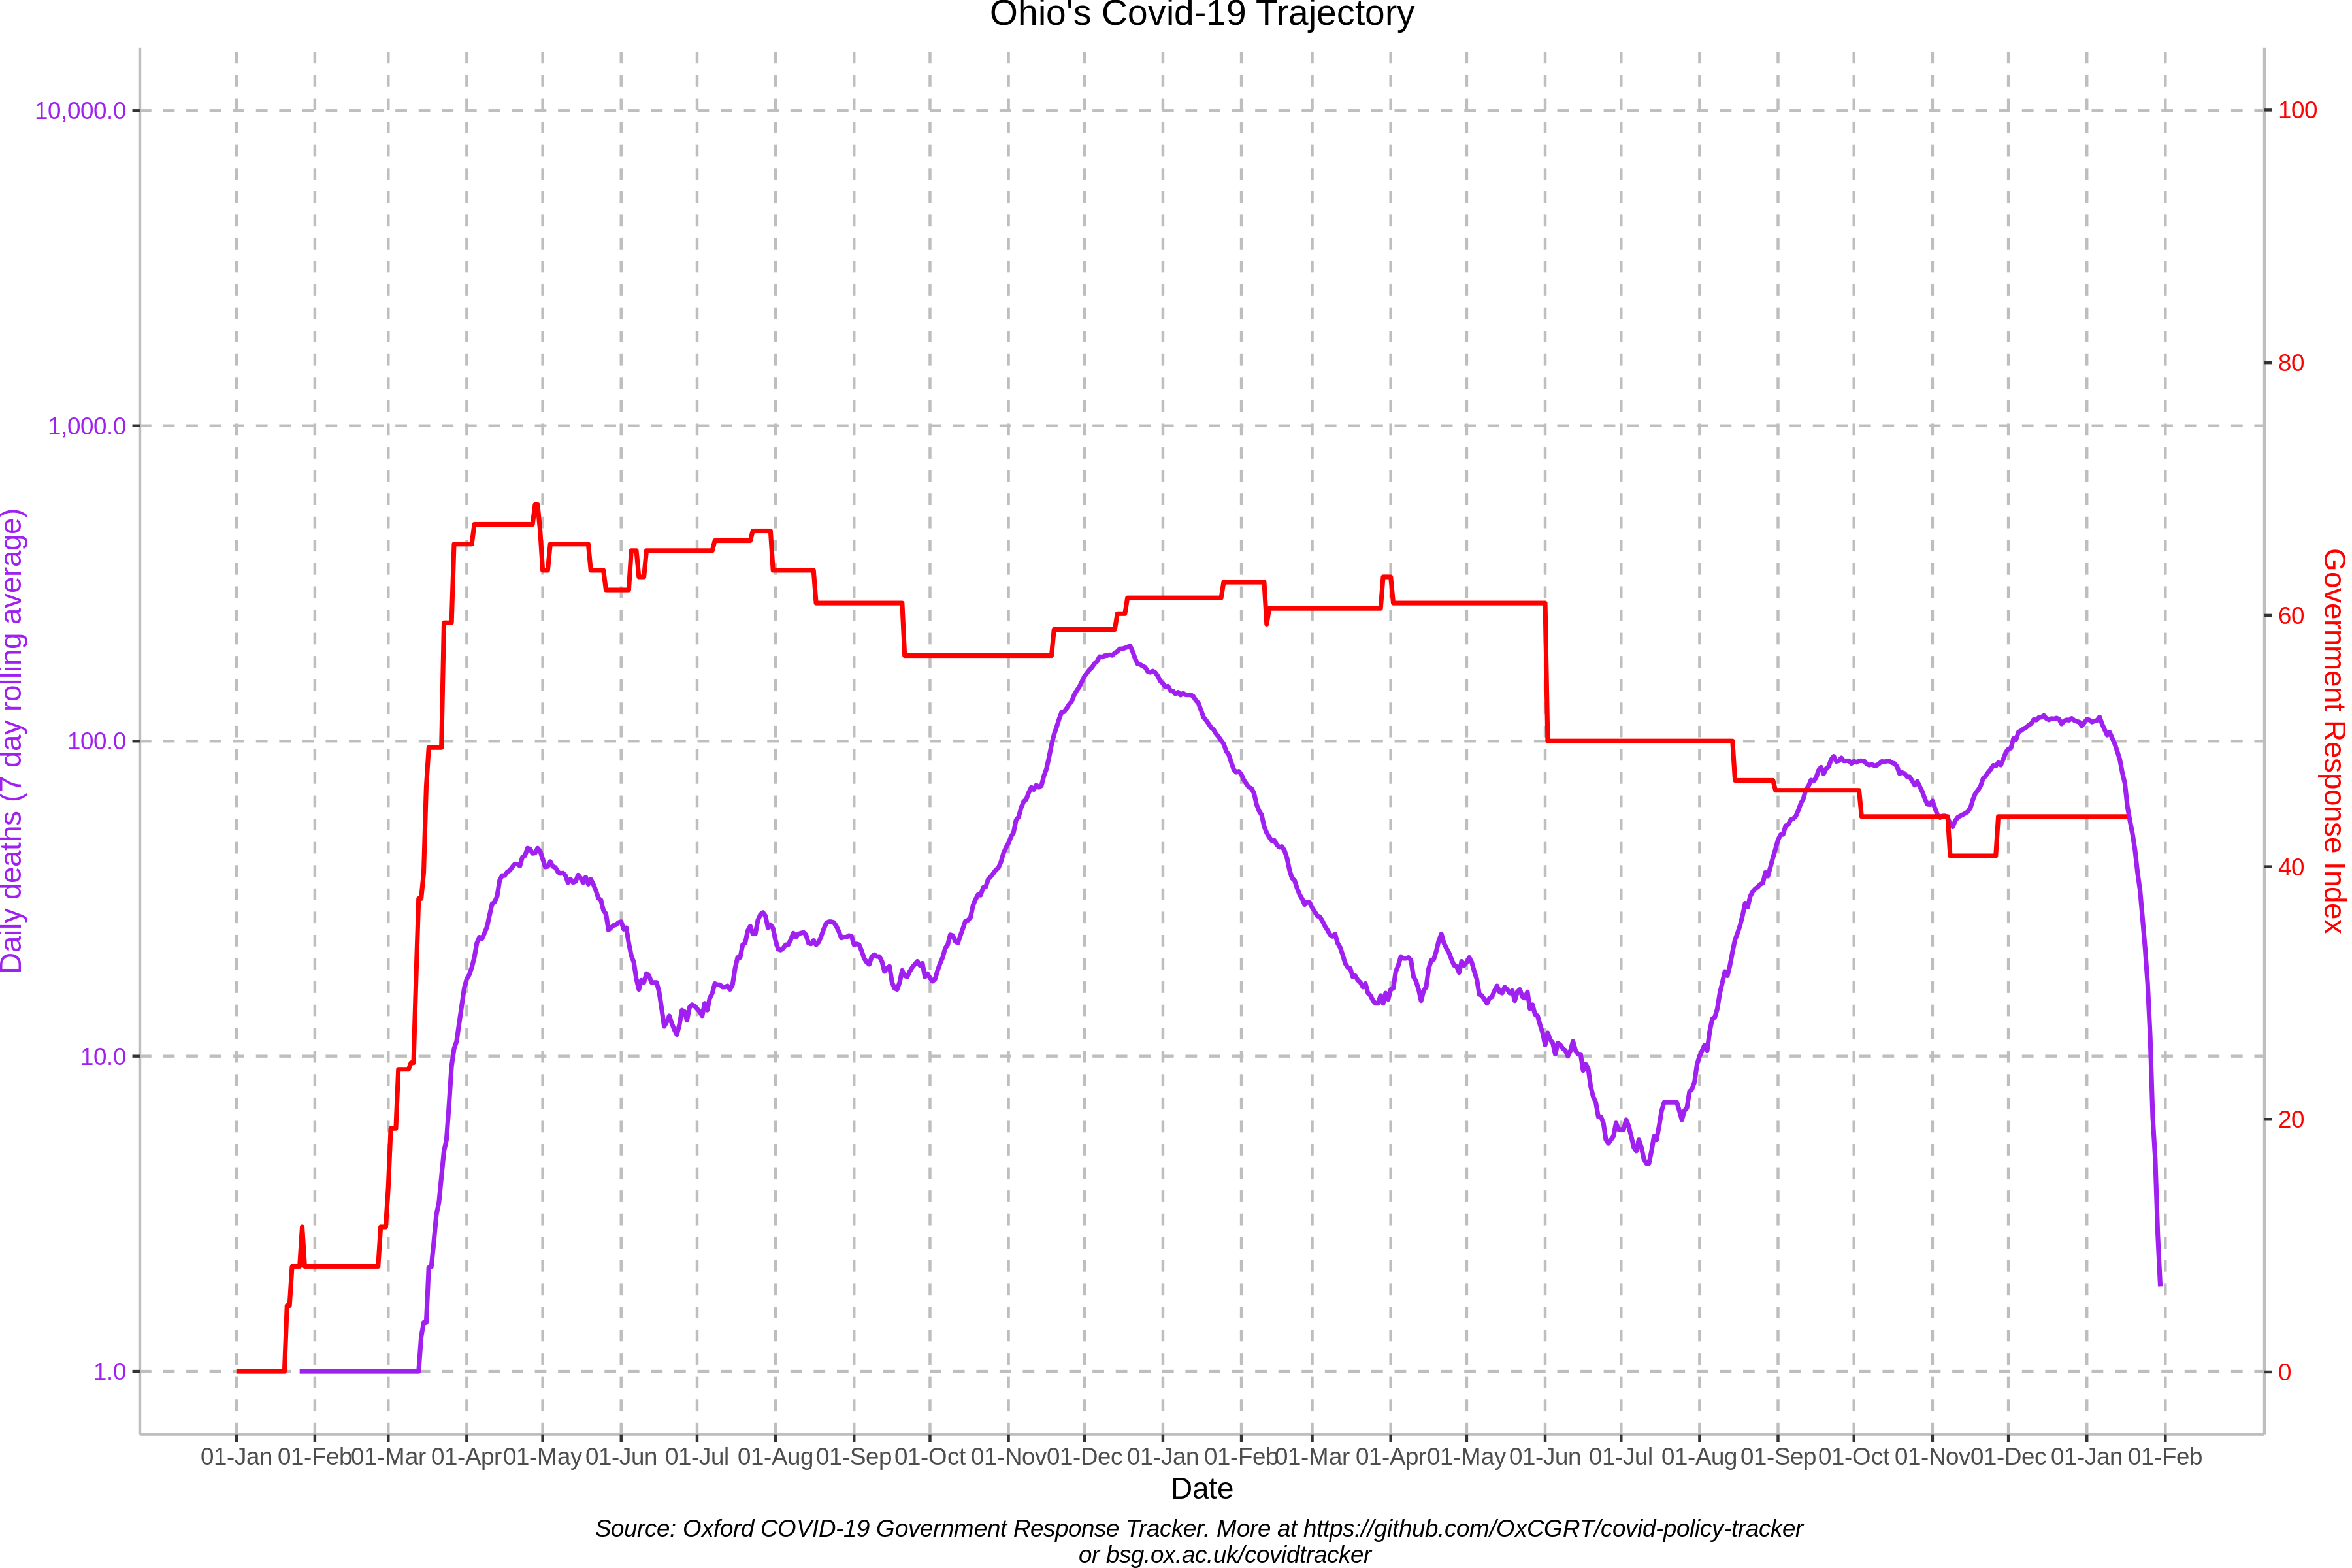 Ohio's Covid-19 Trajectory
10,000.0
1,000.0
100.0
10.0
1.0
Daily deaths (7 day rolling average)
100
80
60
40
20
0
Government Response Index
01-Jan 01-Feb 01-Mar 01-Apr 01-May 01-Jun 01-Jul 01-Aug 01-Sep 01-Oct 01-Nov 01-Dec 01-Jan 01-Feb 01-Mar 01-Apr 01-May 01-Jun 01-Jul 01-Aug 01-Sep 01-Oct 01-Nov 01-Dec 01-Jan 01-Feb
Date
Source: Oxford COVID-19 Government Response Tracker. More at https://github.com/OxCGRT/covid-policy-tracker
or bsg.ox.ac.uk/covidtracker